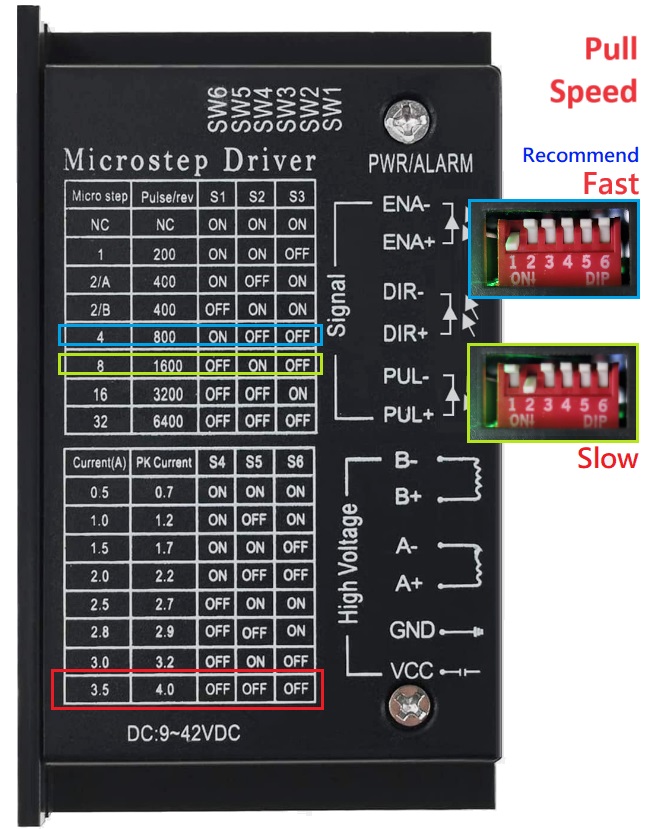 Pull
Speed
Recommend
Fast
SW6
SW5
SW4
SW3
SW2
SW1
Microstep Driver
PWR/ALARM
Micro step Pulse/rev S1 S2 S3
NC NC ON ON ON
1 200 ON ON OFF
2/A 400 ON OFF ON
2/B 400 OFF ON ON
4 800 ON OFF OFF
8 1600 OFF ON OFF
16 3200 OFF OFF ON
32 6400 OFF OFF OFF
Signal
ENA-
ENA+
DIR-
DIR+
PUL-
PUL+
1 2 3 4 5 6
ON↓ DIP
1 2 3 4 5 6
ON↓ DIP
Slow
Current(A) PK Current S4 S5 S6
0.5 0.7 ON ON ON
1.0 1.2 ON OFF ON
1.5 1.7 ON ON OFF
2.0 2.2 ON OFF OFF
2.5 2.7 OFF ON ON
2.8 2.9 OFF OFF ON
3.0 3.2 OFF ON OFF
3.5 4.0 OFF OFF OFF
High Voltage
B-
B+
A-
A+
GND
VCC
DC:9~42VDC